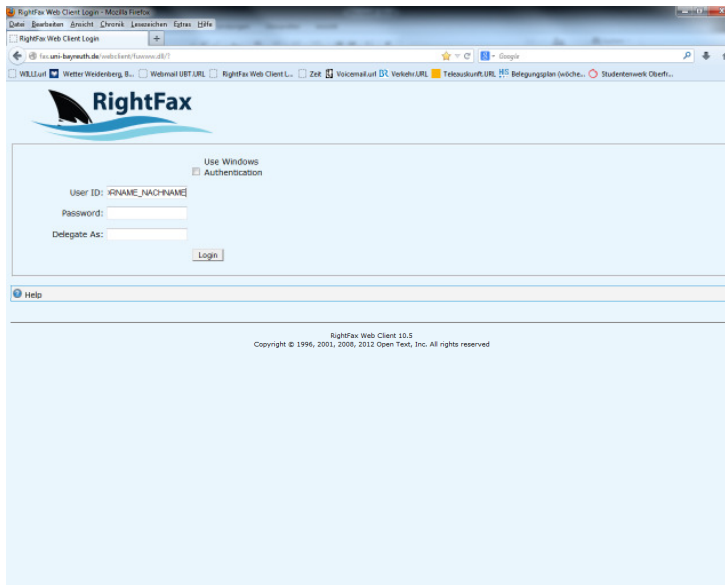 RightFax Web Client Login - Mozilla Firefox
Datei Bearbeiten Ansicht Chronik Lesezeichen Extras Hilfe
RightFax Web Client Login
fax.uni-bayreuth.de/webclient/
Google
WILLI.url Wetter Weidenberg, B... Webmail UBT.URL RightFax Web Client L... Zeit Voicemail.url Verkehr.URL Teleauskunft.URL Belegungsplan (wöche... Studentenwerk Oberfr...
RightFax
Use Windows
Authentication
User ID: RNAME_NACHNAME
Password:
Delegate As:
Login
Help
RightFax Web Client 10.5
Copyright © 1996, 2001, 2008, 2012 Open Text, Inc. All rights reserved